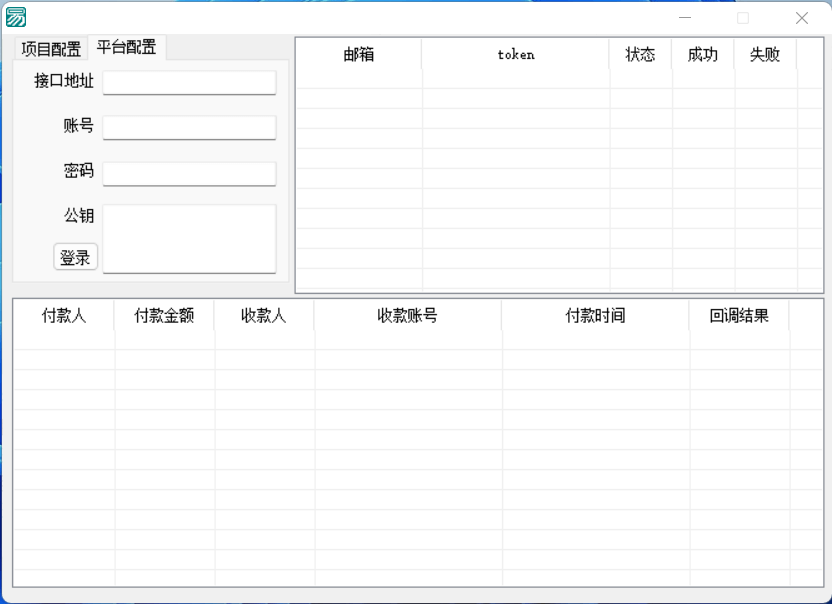 易
项目配置 平台配置
接口地址
账号
密码
公钥
登录
邮箱 token 状态 成功 失败
付款人 付款金额 收款人 收款账号 付款时间 回调结果